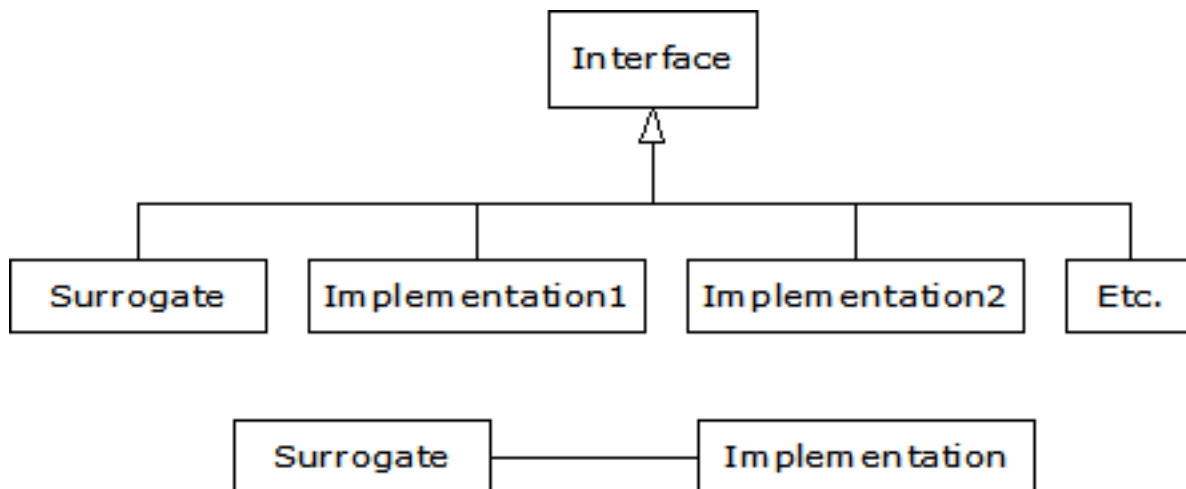 Interface
Surrogate Implementation1 Implementation2 Etc.
Surrogate Implementation